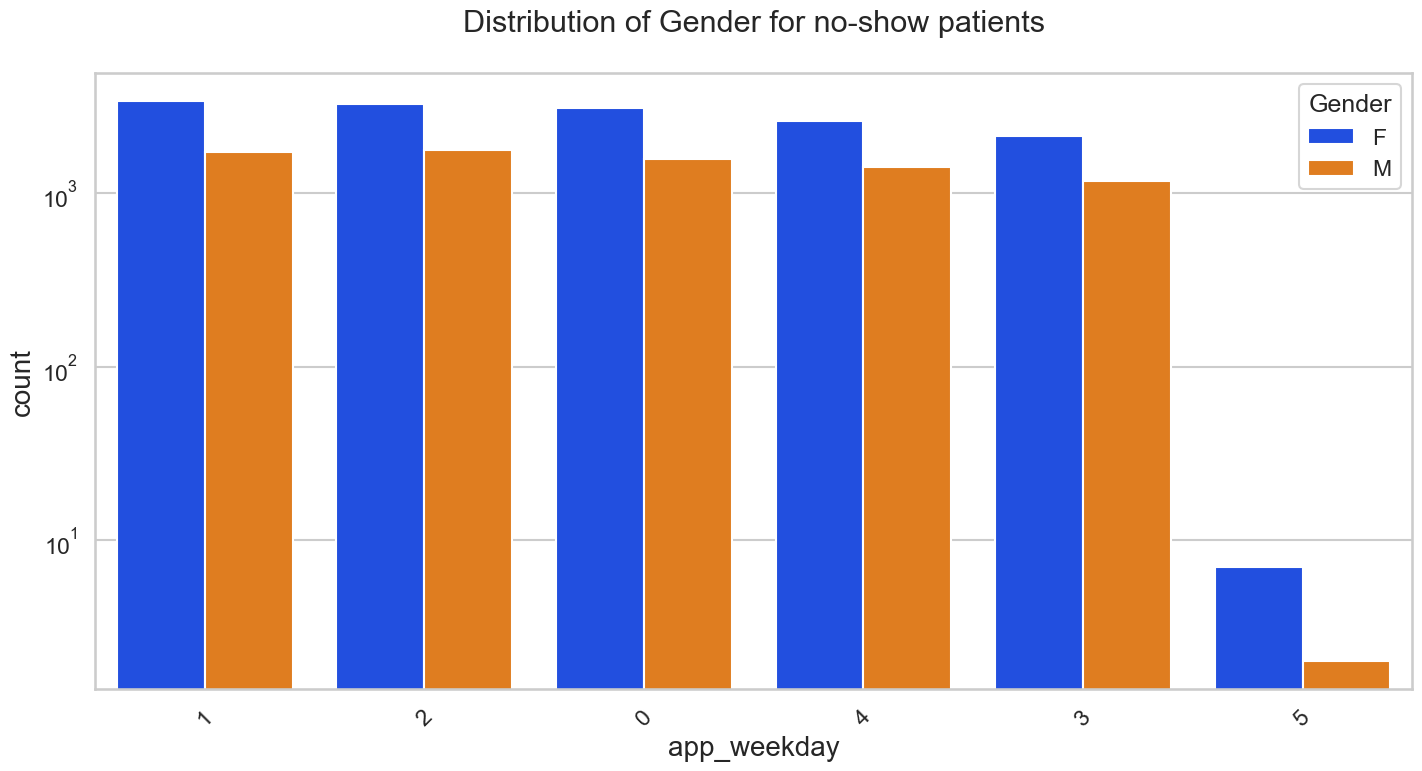 Distribution of Gender for no-show patients
Gender
F
M
10³
10²
10¹
count
1 2 0 4 3 5
app_weekday